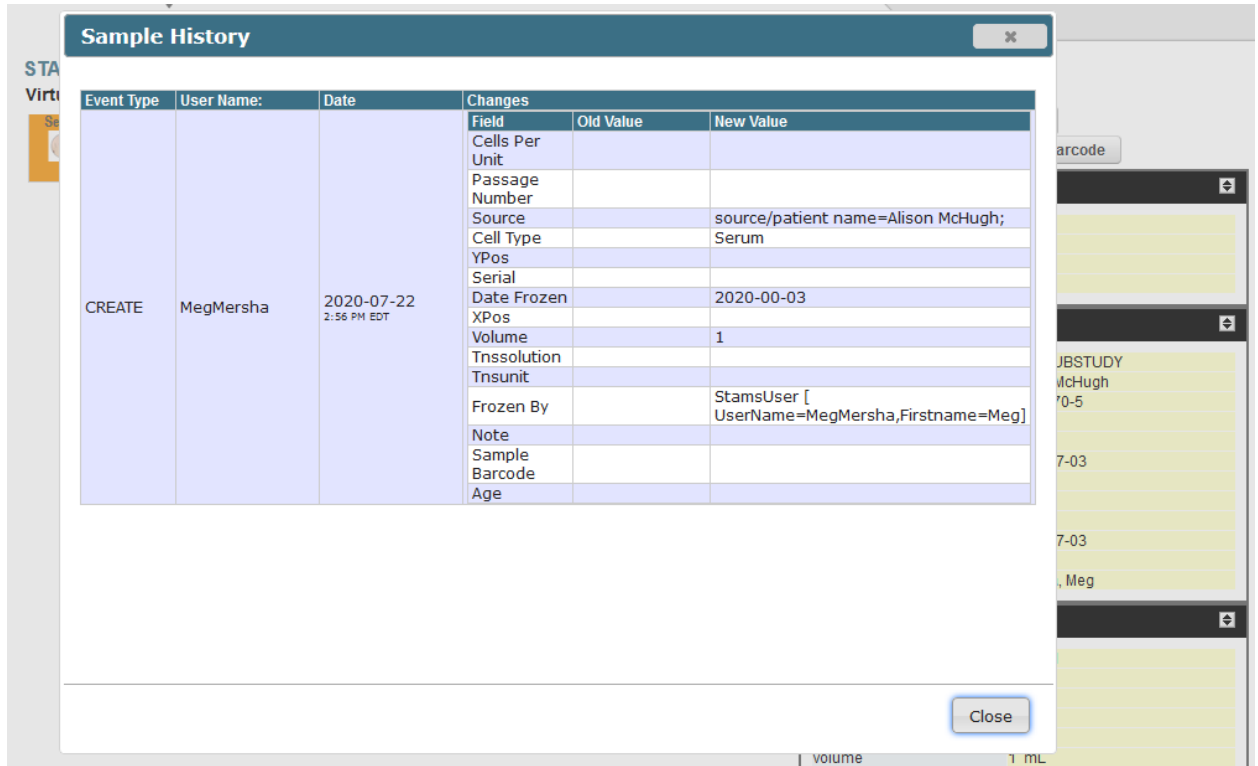 Sample History
STA
Virtu
Se
Event Type User Name: Date Changes
Field Old Value New Value
Cells Per
Unit
Passage
Number
Source source/patient name=Alison McHugh;
Cell Type Serum
YPos
Serial
Date Frozen 2020-00-03
CREATE MegMersha 2020-07-22
2:56 PM EDT
XPos
Volume 1
Tnssolution
Tnsunit
Frozen By StamsUser [
UserName=MegMersha,Firstname=Meg]
Note
Sample
Barcode
Age
Close
arcode
JBSTUDY
McHugh
70-5
7-03
7-03
, Meg
volume 1 mL